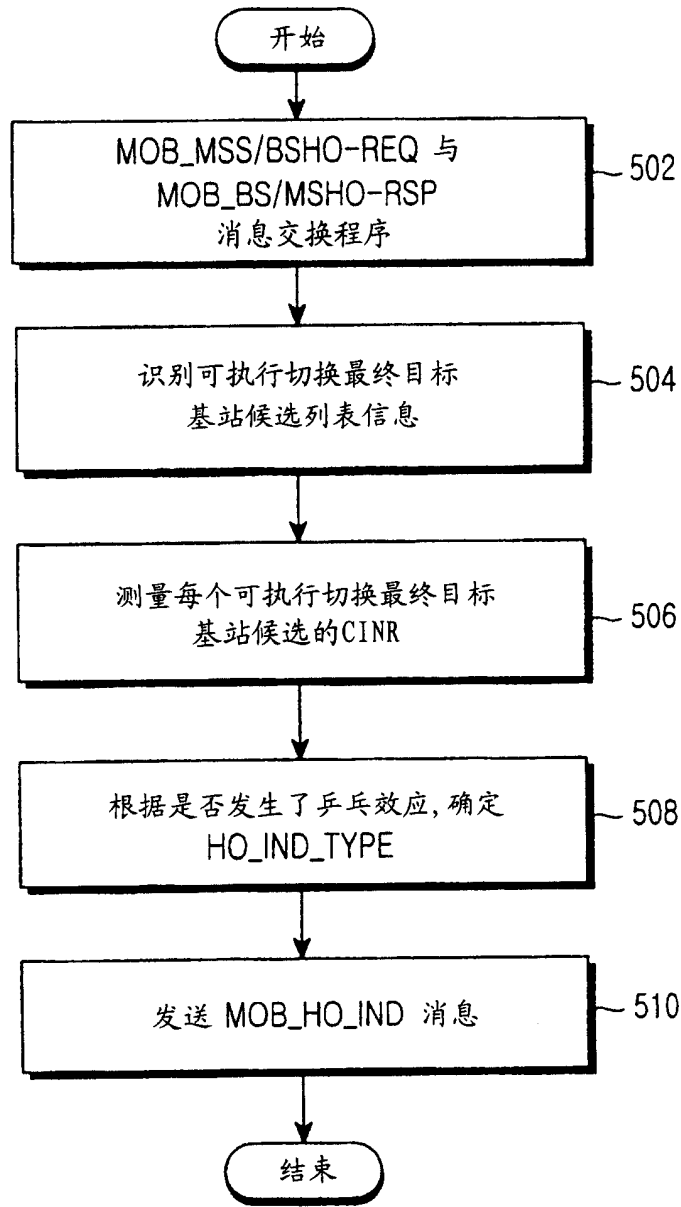 开始
MOB_MSS/BSHO-REQ 与
MOB_BS/MSHO-RSP
消息交换程序
502
识别可执行切换最终目标
基站候选列表信息
504
测量每个可执行切换最终目标
基站候选的CINR
506
根据是否发生了乒乓效应,确定
HO_IND_TYPE
508
发送 MOB_HO_IND 消息
510
结束